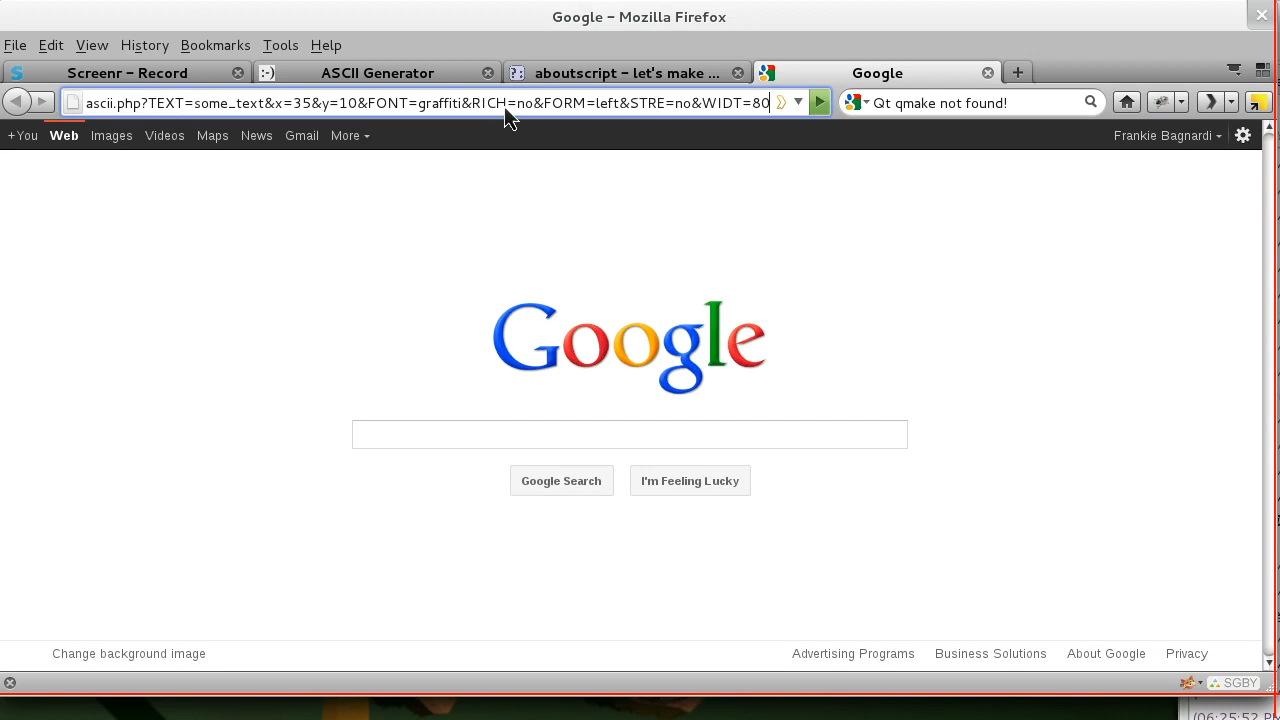 Google - Mozilla Firefox
File Edit View History Bookmarks Tools Help
Screenr - Record :-) ASCII Generator aboutscript - let's make ... Google
ascii.php?TEXT=some_text&x=35&y=10&FONT=graffiti&RICH=no&FORM=left&STRE=no&WIDT=80 Qt qmake not found!
+You Web Images Videos Maps News Gmail More Frankie Bagnardi
Google
Google Search I'm Feeling Lucky
Change background image Advertising Programs Business Solutions About Google Privacy
SGBY